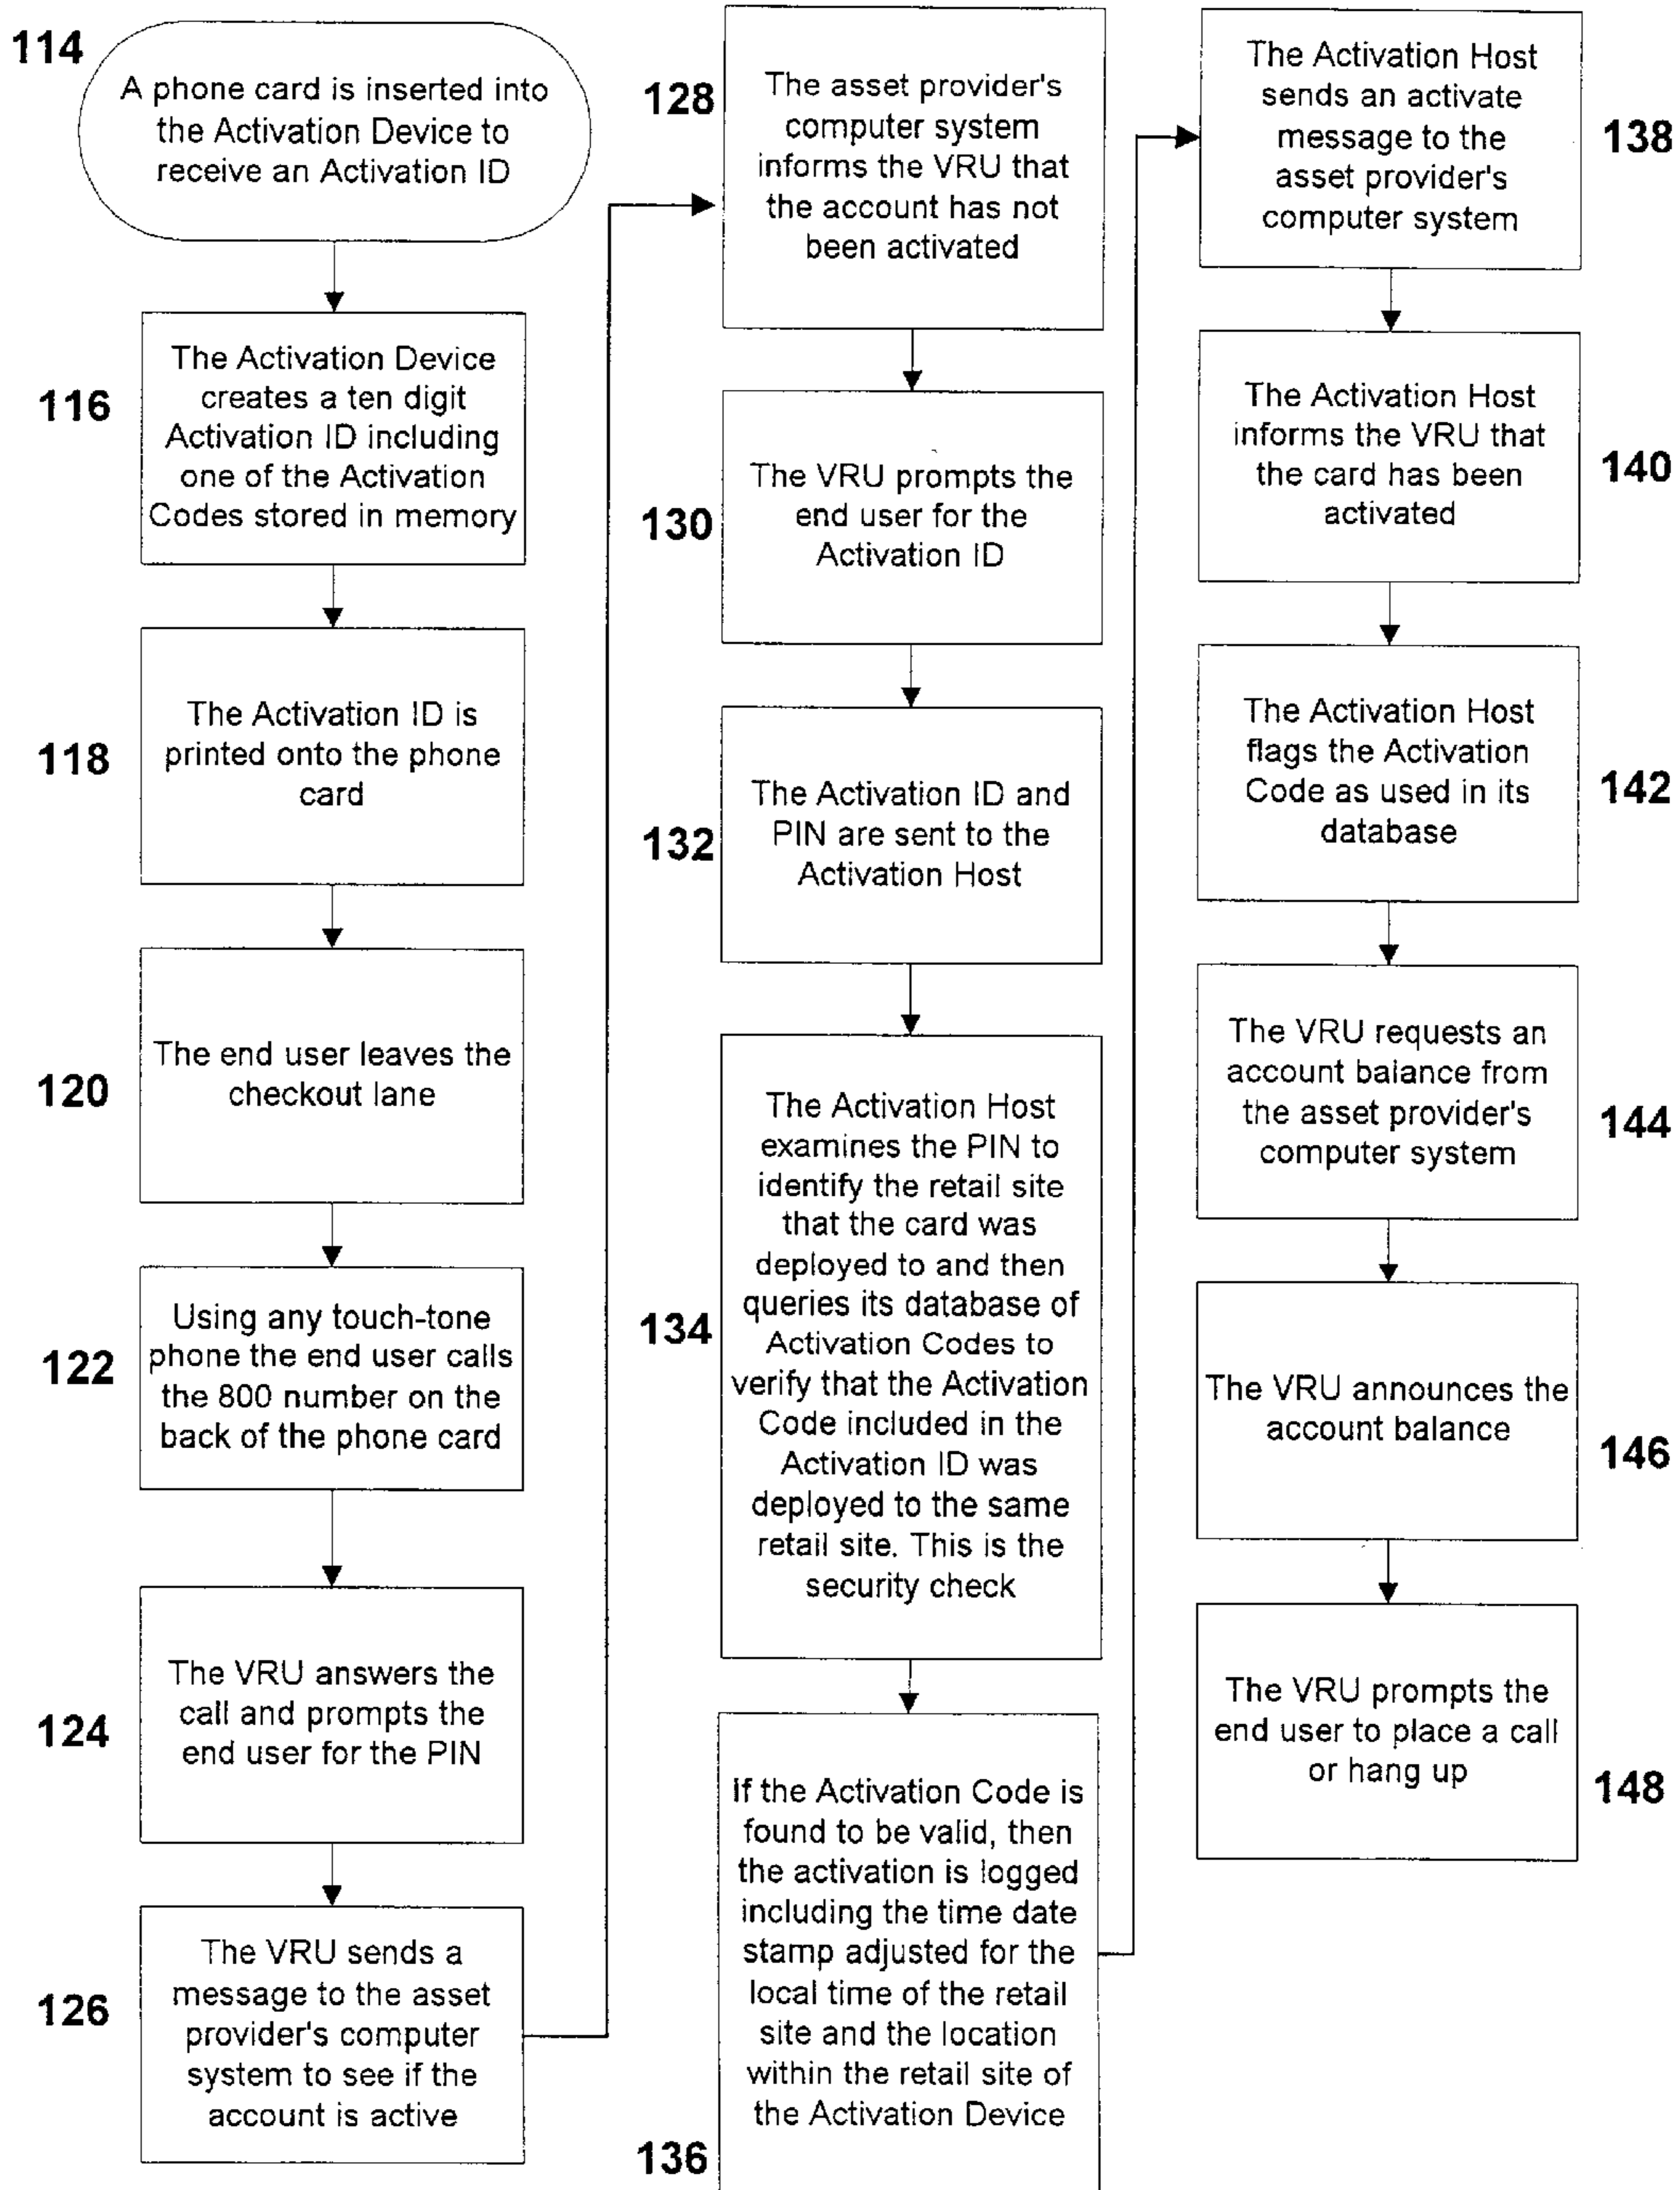 114
A phone card is inserted into
the Activation Device to
receive an Activation ID
116
The Activation Device
creates a ten digit
Activation ID including
one of the Activation
Codes stored in memory
118
The Activation ID is
printed onto the phone
card
120
The end user leaves the
checkout lane
122
Using any touch-tone
phone the end user calls
the 800 number on the
back of the phone card
124
The VRU answers the
call and prompts the
end user for the PIN
126
The VRU sends a
message to the asset
provider's computer
system to see if the
account is active
128
The asset provider's
computer system
informs the VRU that
the account has not
been activated
130
The VRU prompts the
end user for the
Activation ID
132
The Activation ID and
PIN are sent to the
Activation Host
134
The Activation Host
examines the PIN to
identify the retail site
that the card was
deployed to and then
queries its database of
Activation Codes to
verify that the Activation
Code included in the
Activation ID was
deployed to the same
retail site. This is the
security check
136
If the Activation Code is
found to be valid, then
the activation is logged
including the time date
stamp adjusted for the
local time of the retail
site and the location
within the retail site of
the Activation Device
138
The Activation Host
sends an activate
message to the
asset provider's
computer system
140
The Activation Host
informs the VRU that
the card has been
activated
142
The Activation Host
flags the Activation
Code as used in its
database
144
The VRU requests an
account balance from
the asset provider's
computer system
146
The VRU announces the
account balance
148
The VRU prompts the
end user to place a call
or hang up